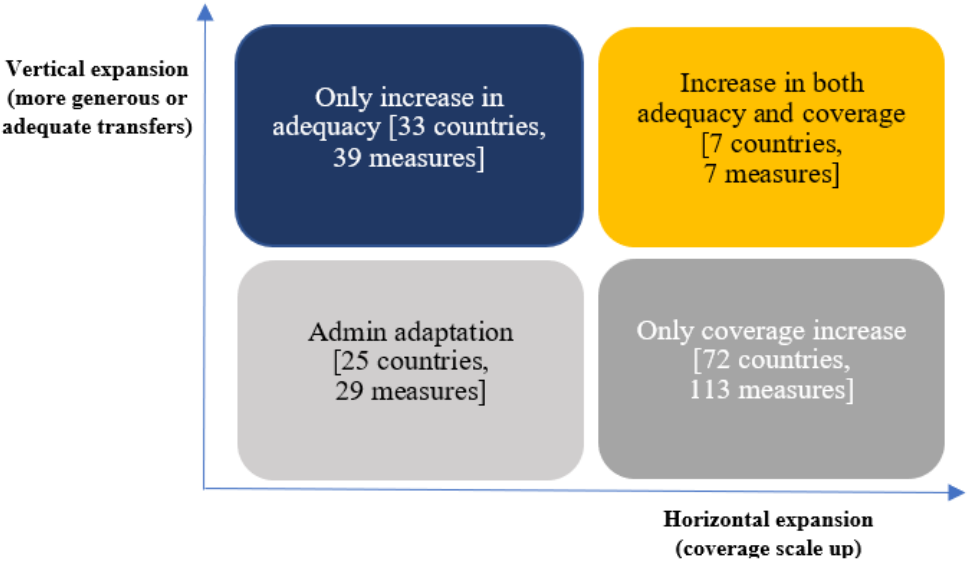 Vertical expansion
(more generous or
adequate transfers)
Only increase in
adequacy [33 countries,
39 measures]
Increase in both
adequacy and coverage
[7 countries,
7 measures]
Admin adaptation
[25 countries,
29 measures]
Only coverage increase
[72 countries,
113 measures]
Horizontal expansion
(coverage scale up)